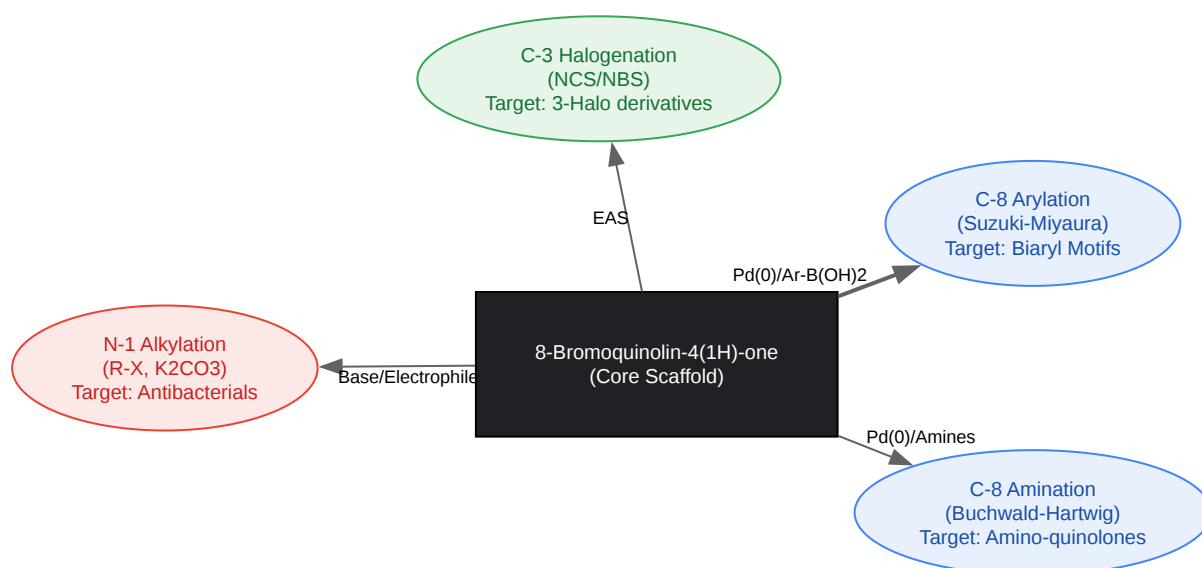 C-3 Halogenation
(NCS/NBS)
Target: 3-Halo derivatives
EAS
C-8 Arylation
(Suzuki-Miyaura)
Target: Biaryl Motifs
Pd(0)/Ar-B(OH)2
8-Bromoquinolin-4(1H)-one
(Core Scaffold)
N-1 Alkylation
(R-X, K2CO3)
Target: Antibacterials
Base/Electrophile
Pd(0)/Amines
C-8 Amination
(Buchwald-Hartwig)
Target: Amino-quinolones